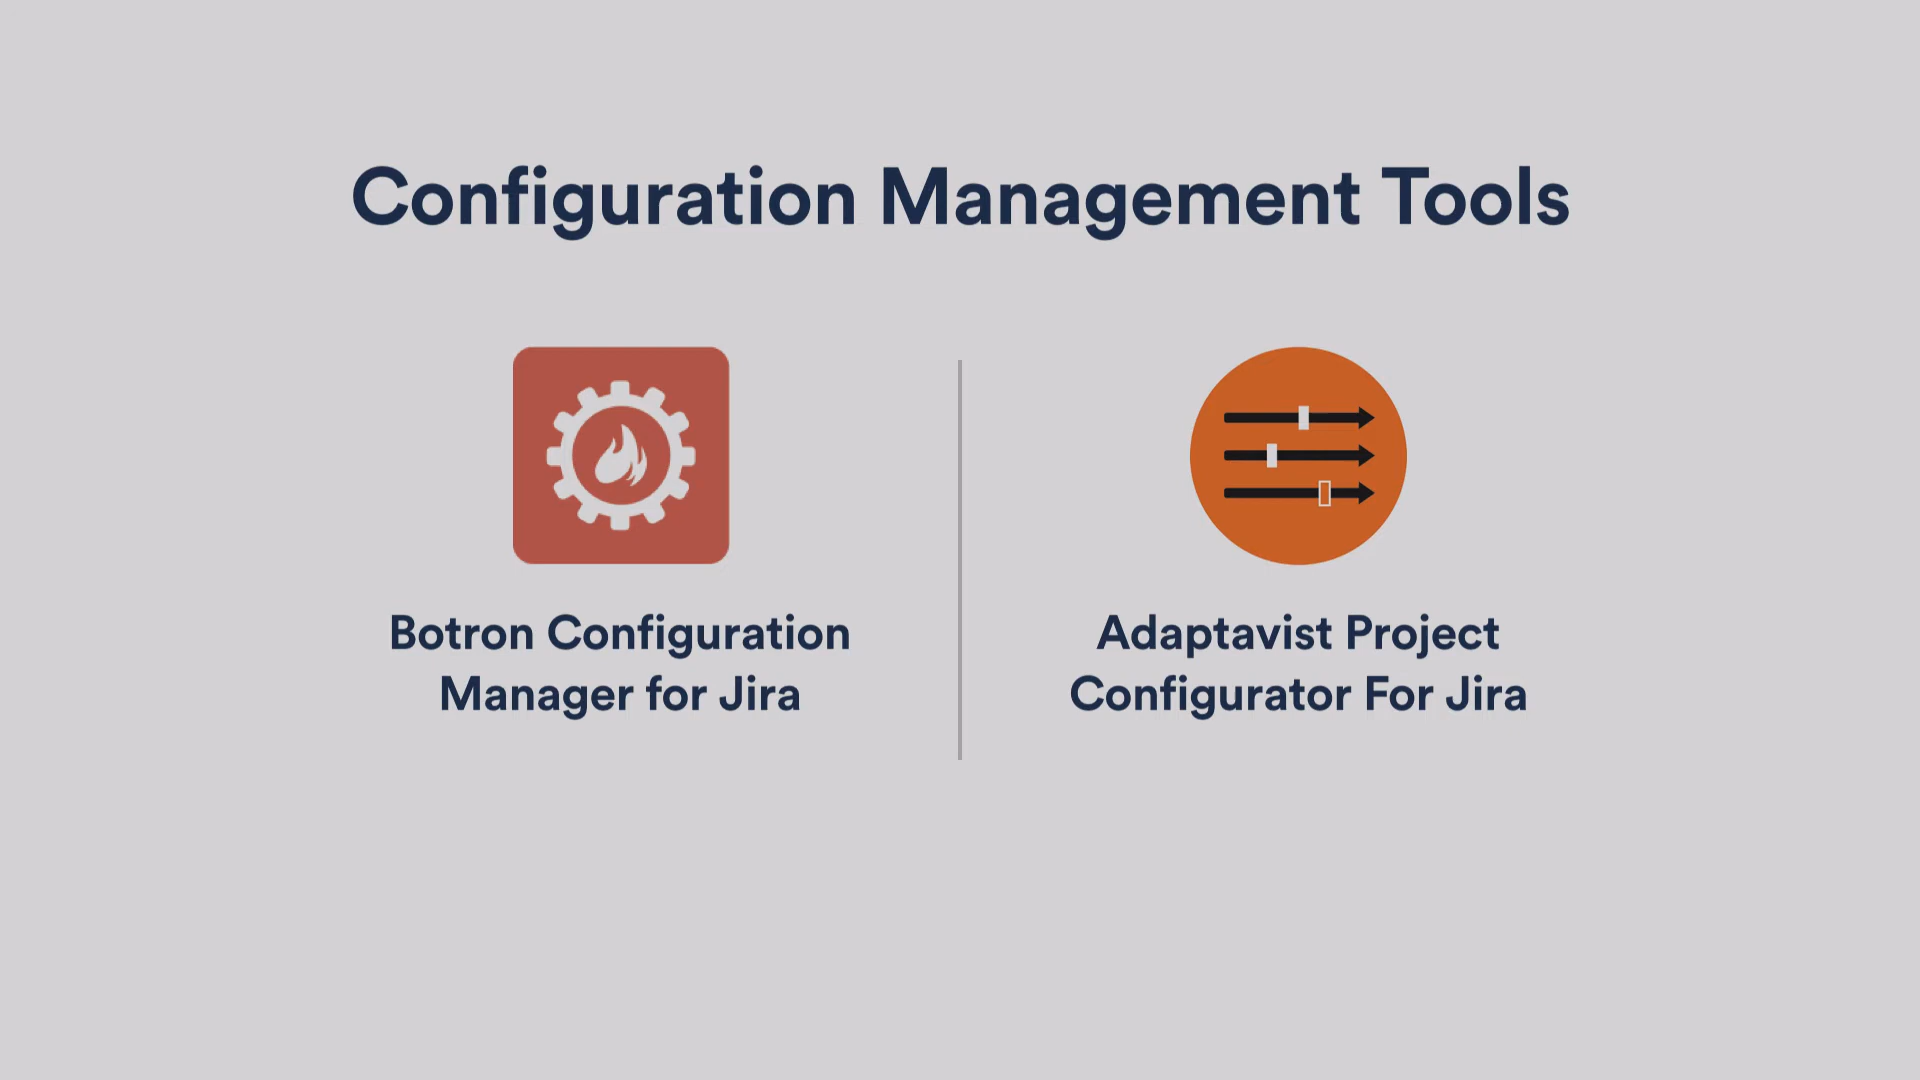 Configuration Management Tools
Botron Configuration
Manager for Jira
Adaptavist Project
Configurator For Jira